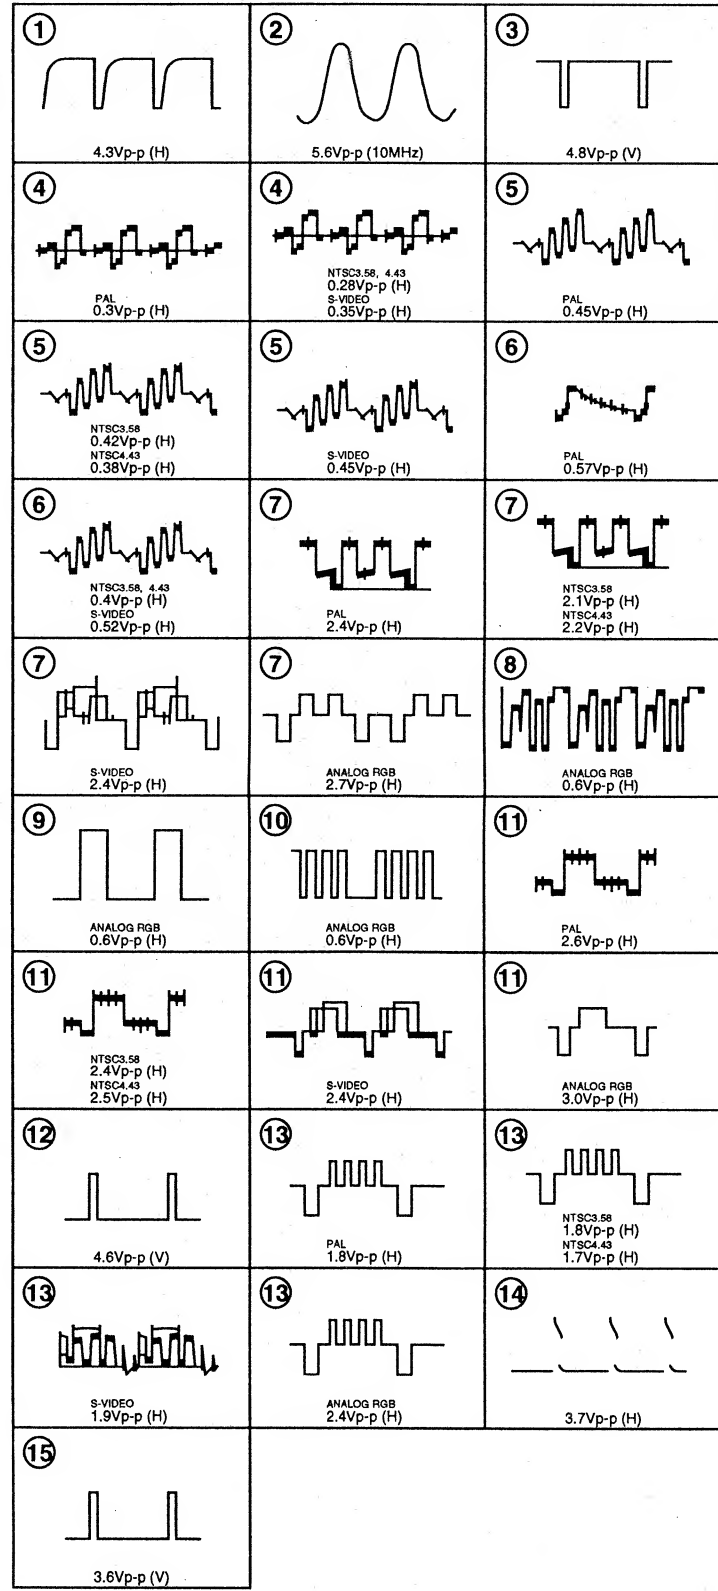 1
4.3Vp-p (H)
2
5.6Vp-p (10MHz)
3
4.8Vp-p (V)
4
PAL
0.3Vp-p (H)
4
NTSC3.58, 4.43
0.28Vp-p (H)
S-VIDEO
0.35Vp-p (H)
5
PAL
0.45Vp-p (H)
5
NTSC3.58
0.42Vp-p (H)
NTSC4.43
0.38Vp-p (H)
5
S-VIDEO
0.45Vp-p (H)
6
PAL
0.57Vp-p (H)
6
NTSC3.58, 4.43
0.4Vp-p (H)
S-VIDEO
0.52Vp-p (H)
7
PAL
2.4Vp-p (H)
7
NTSC3.58
2.1Vp-p (H)
NTSC4.43
2.2Vp-p (H)
7
S-VIDEO
2.4Vp-p (H)
7
ANALOG RGB
2.7Vp-p (H)
8
ANALOG RGB
0.6Vp-p (H)
9
ANALOG RGB
0.6Vp-p (H)
10
ANALOG RGB
0.6Vp-p (H)
11
PAL
2.6Vp-p (H)
11
NTSC3.58
2.4Vp-p (H)
NTSC4.43
2.5Vp-p (H)
11
S-VIDEO
2.4Vp-p (H)
11
ANALOG RGB
3.0Vp-p (H)
12
4.6Vp-p (V)
13
PAL
1.8Vp-p (H)
13
NTSC3.58
1.8Vp-p (H)
NTSC4.43
1.7Vp-p (H)
13
S-VIDEO
1.9Vp-p (H)
13
ANALOG RGB
2.4Vp-p (H)
14
3.7Vp-p (H)
15
3.6Vp-p (V)